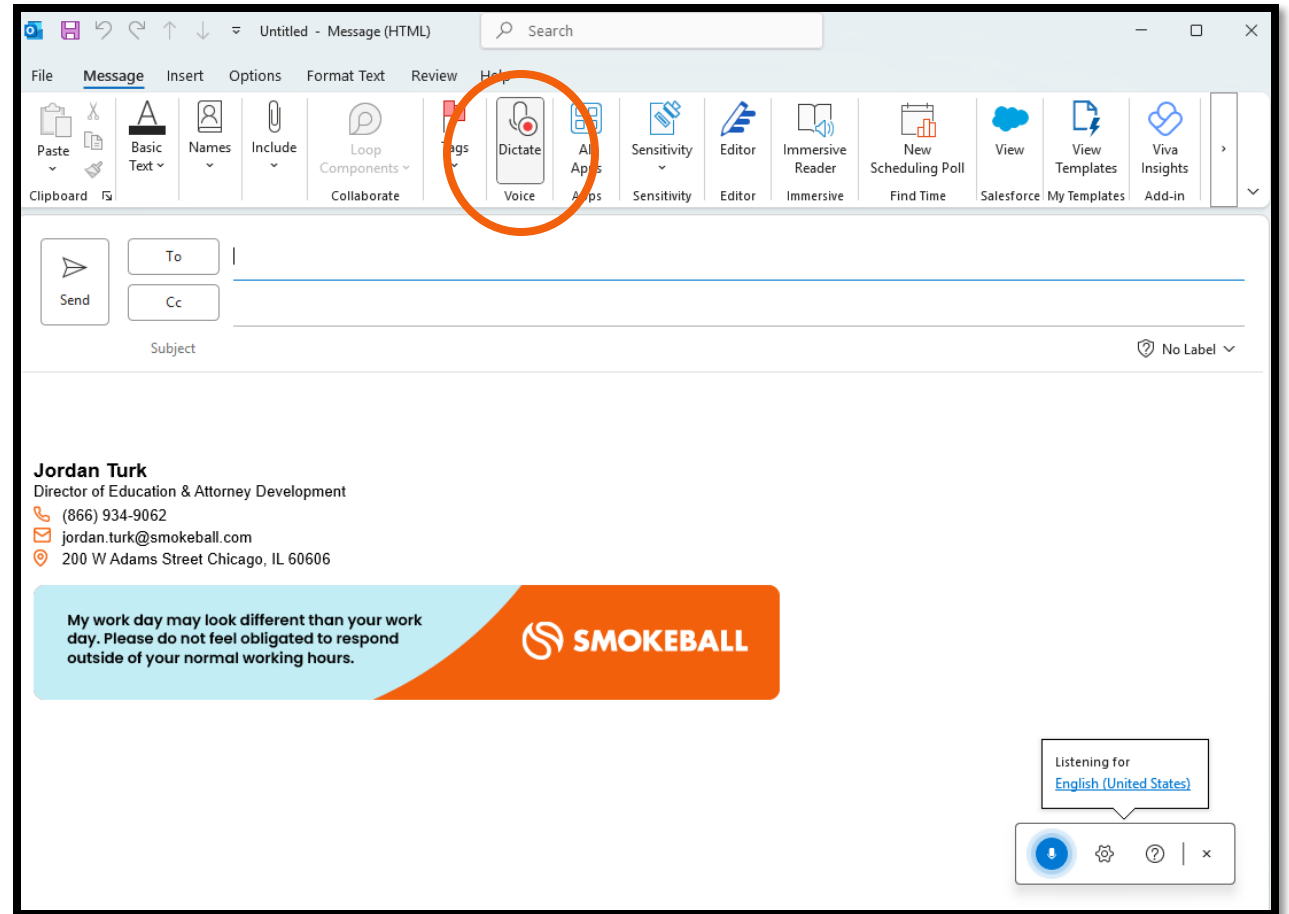 Untitled - Message (HTML)
Search
File Message Insert Options Format Text Review Help
Paste
Basic Text
Names
Include
Loop Components
Tags
Dictate
All Apps
Sensitivity
Editor
Immersive Reader
New Scheduling Poll
View
View Templates
Viva Insights
Clipboard Collaborate Voice Apps Sensitivity Editor Immersive Find Time Salesforce My Templates Add-in
Send
To
Cc
Subject
No Label
Jordan Turk
Director of Education & Attorney Development
(866) 934-9062
jordan.turk@smokeball.com
200 W Adams Street Chicago, IL 60606
My work day may look different than your work
day. Please do not feel obligated to respond
outside of your normal working hours.
SMOKEBALL
Listening for
English (United States)